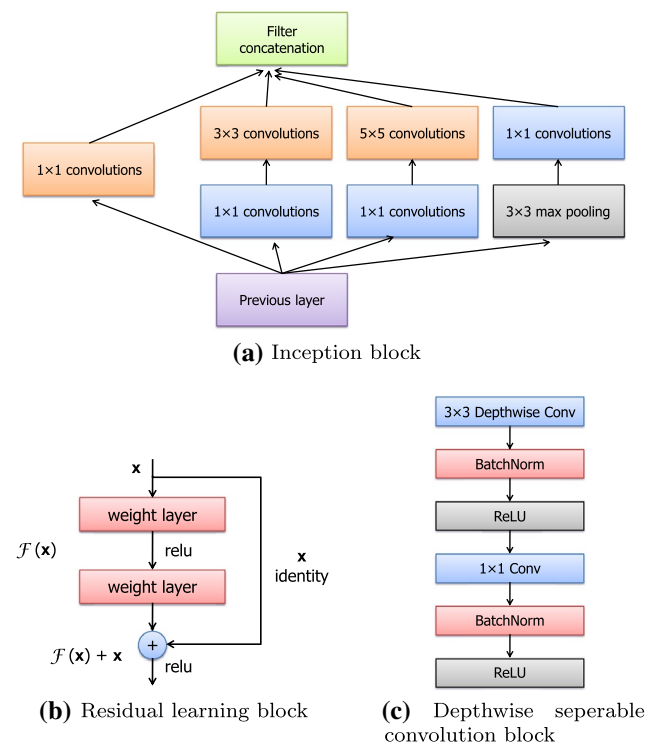 Filter
concatenation
3×3 convolutions
5×5 convolutions
1×1 convolutions
1×1 convolutions
1×1 convolutions
1×1 convolutions
3×3 max pooling
Previous layer
(a) Inception block
x
weight layer
relu
ℱ(x)
x
identity
weight layer
+
ℱ(x) + x
relu
(b) Residual learning block
3×3 Depthwise Conv
BatchNorm
ReLU
1×1 Conv
BatchNorm
ReLU
(c) Depthwise seperable
convolution block